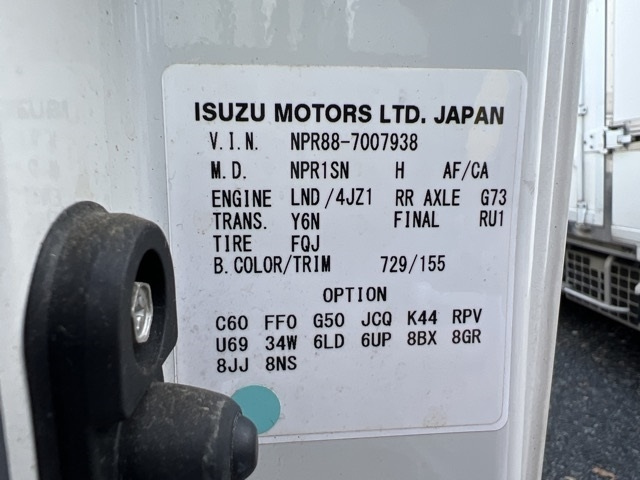 ISUZU MOTORS LTD. JAPAN
V.I.N. NPR88-7007938
M.D. NPR1SN H AF/CA
ENGINE LND/4JZ1 RR AXLE G73
TRANS. Y6N FINAL RU1
TIRE FQJ
B.COLOR/TRIM 729/155
OPTION
C60 FF0 G50 JCQ K44 RPV
U69 34W 6LD 6UP 8BX 8GR
8JJ 8NS